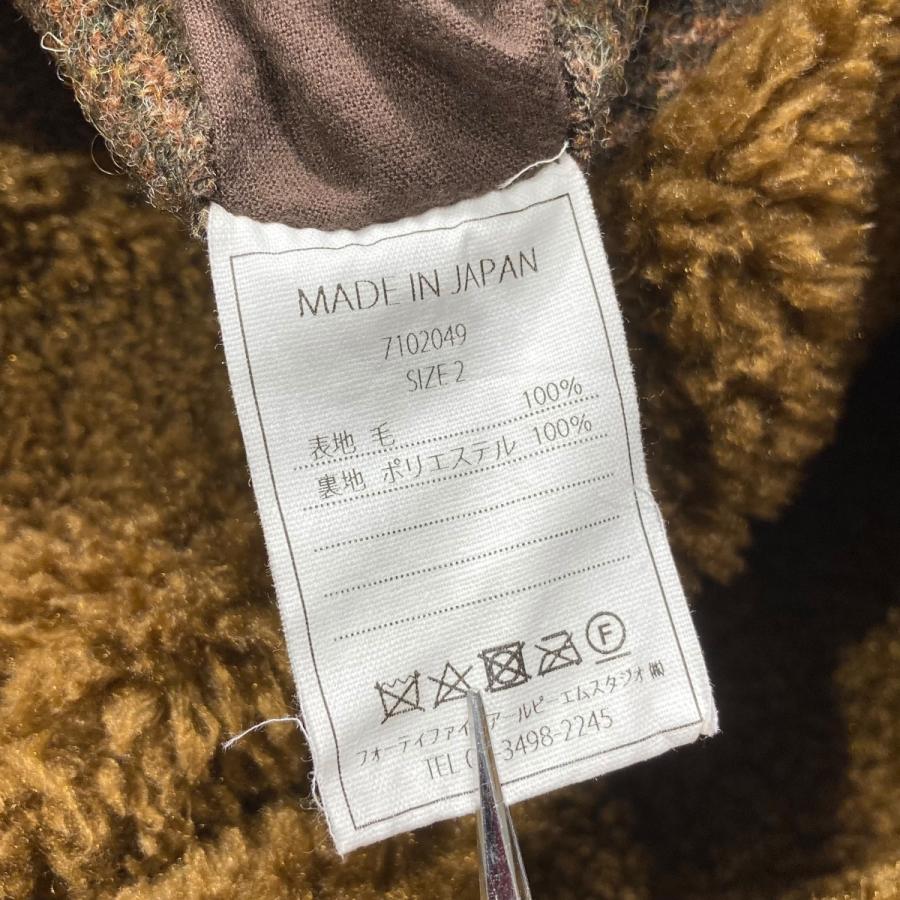 MADE IN JAPAN
7102049
SIZE 2
表地 毛 100%
裏地 ポリエステル 100%
F
フォーティファイブアールピーエムスタジオ㈱
TEL 3498-2245